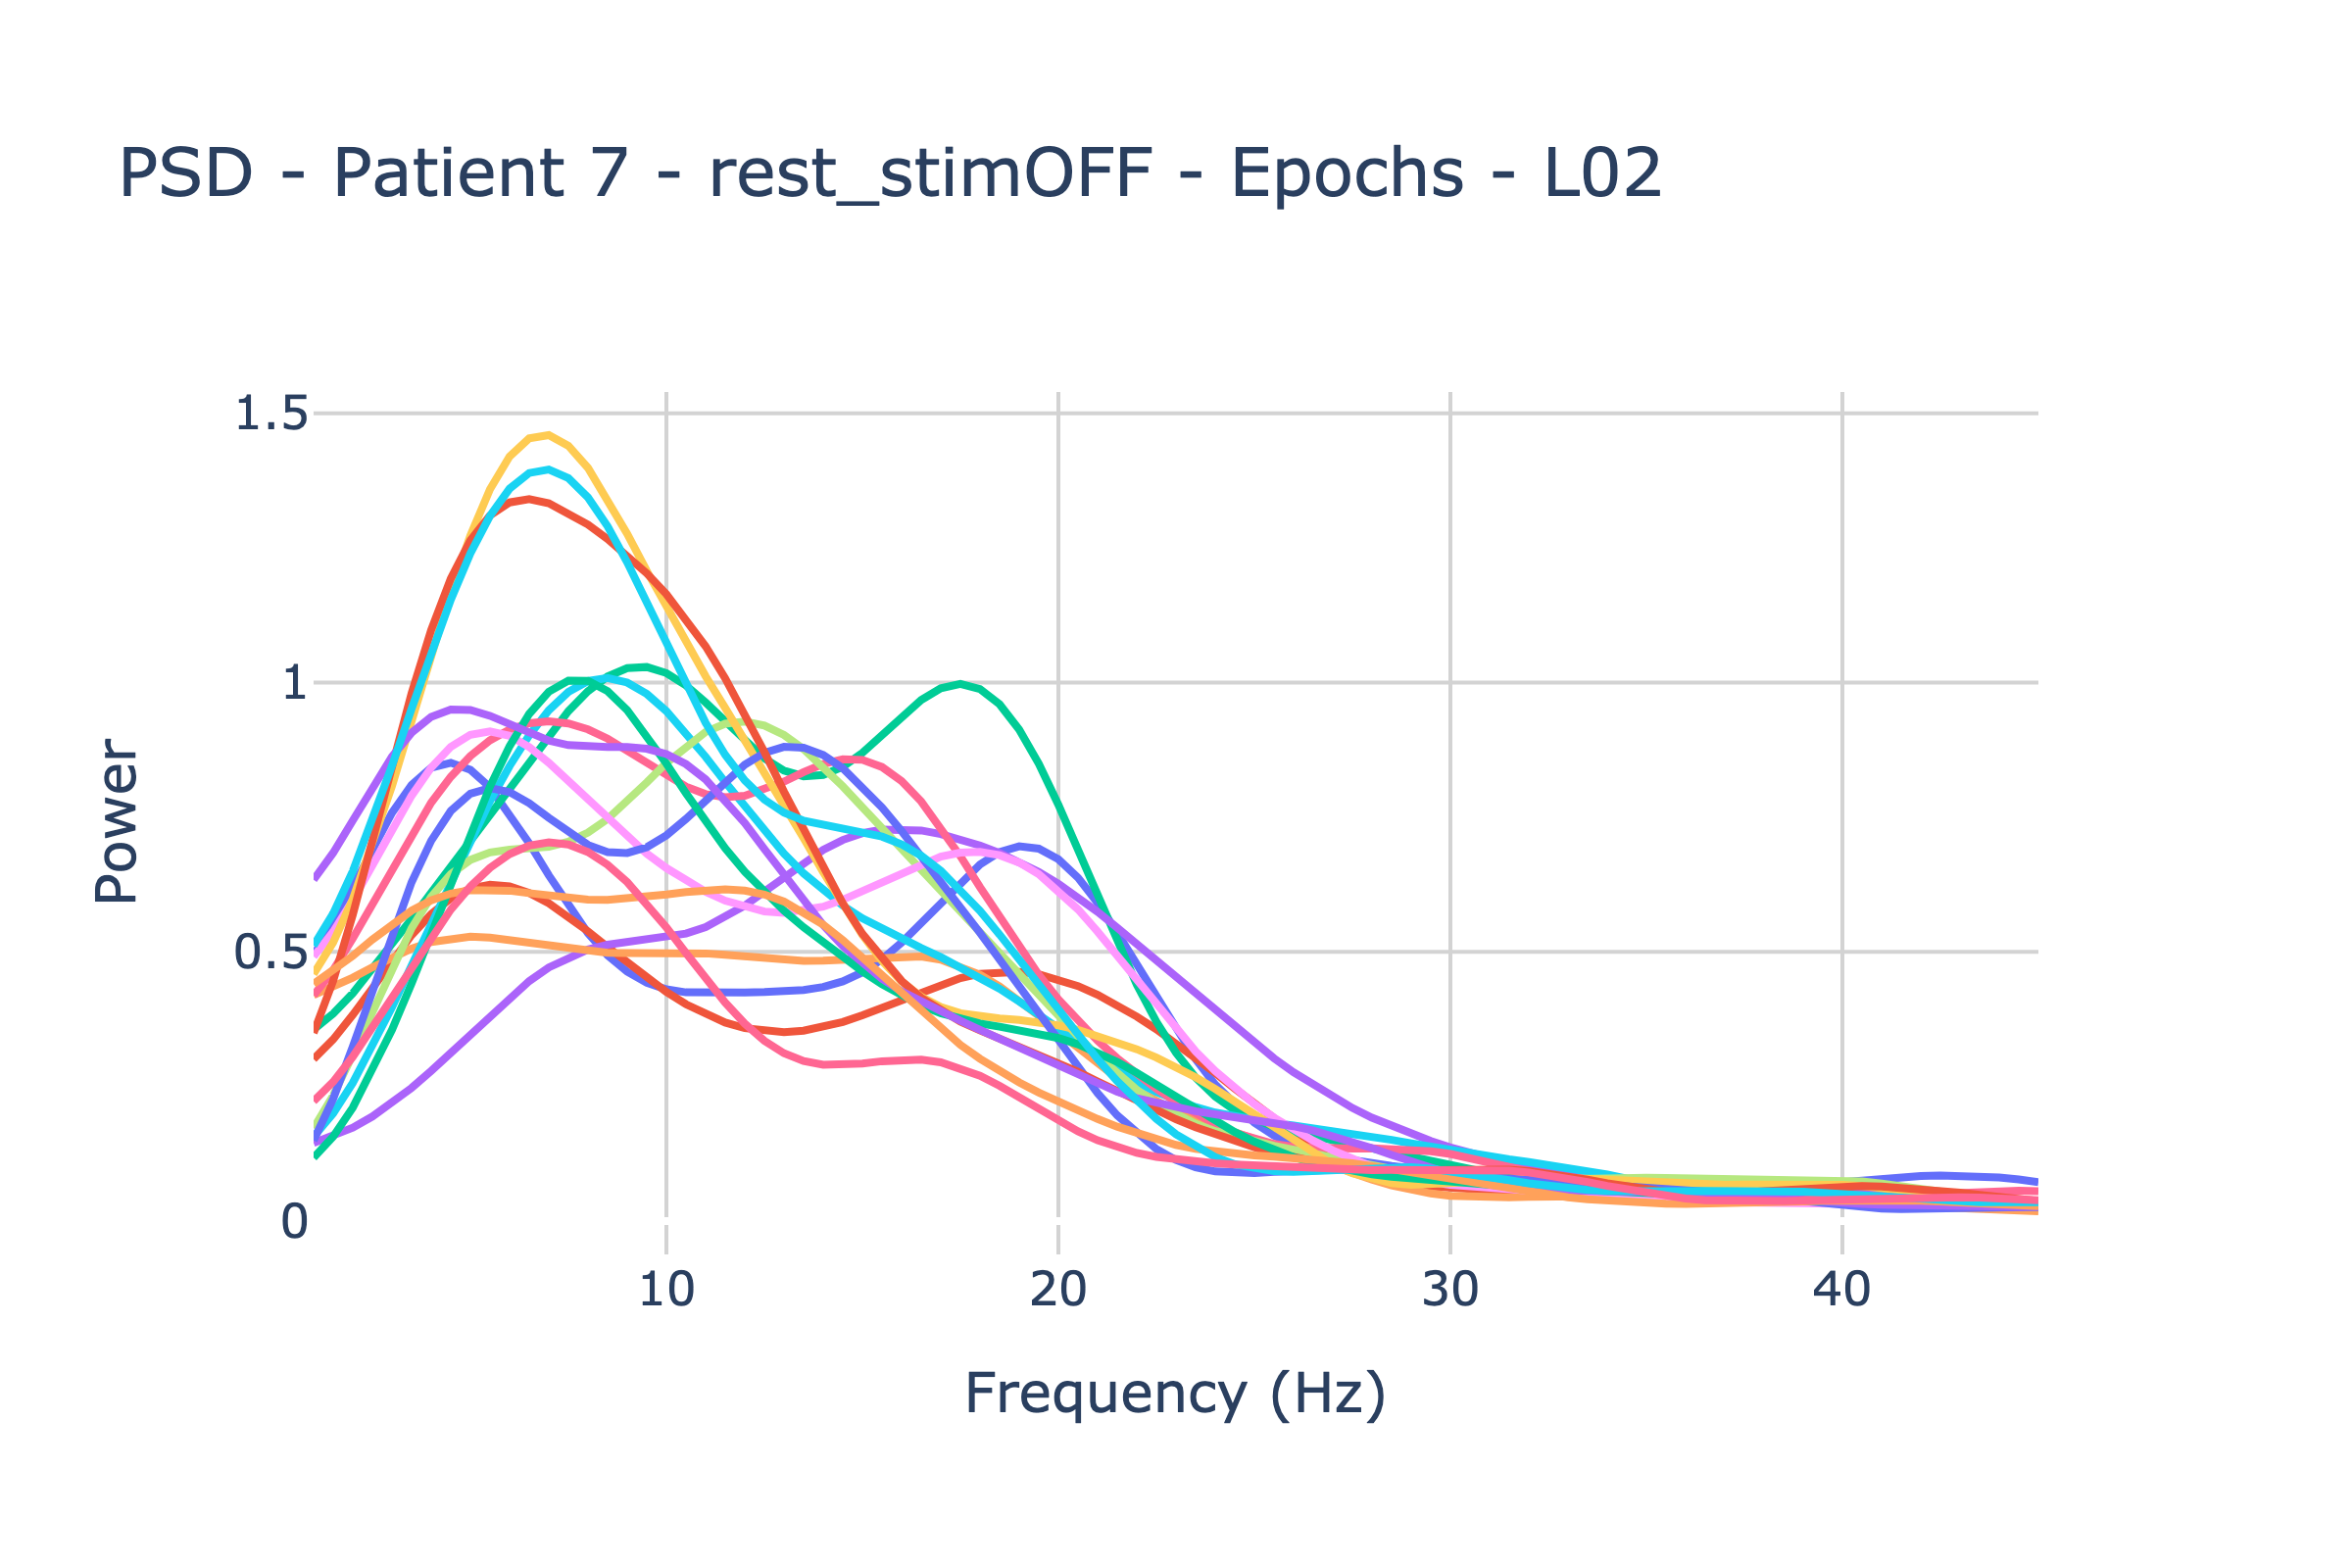 PSD - Patient 7 - rest_stimOFF - Epochs - L02
1.5
1
0.5
0
Power
10 20 30 40
Frequency (Hz)